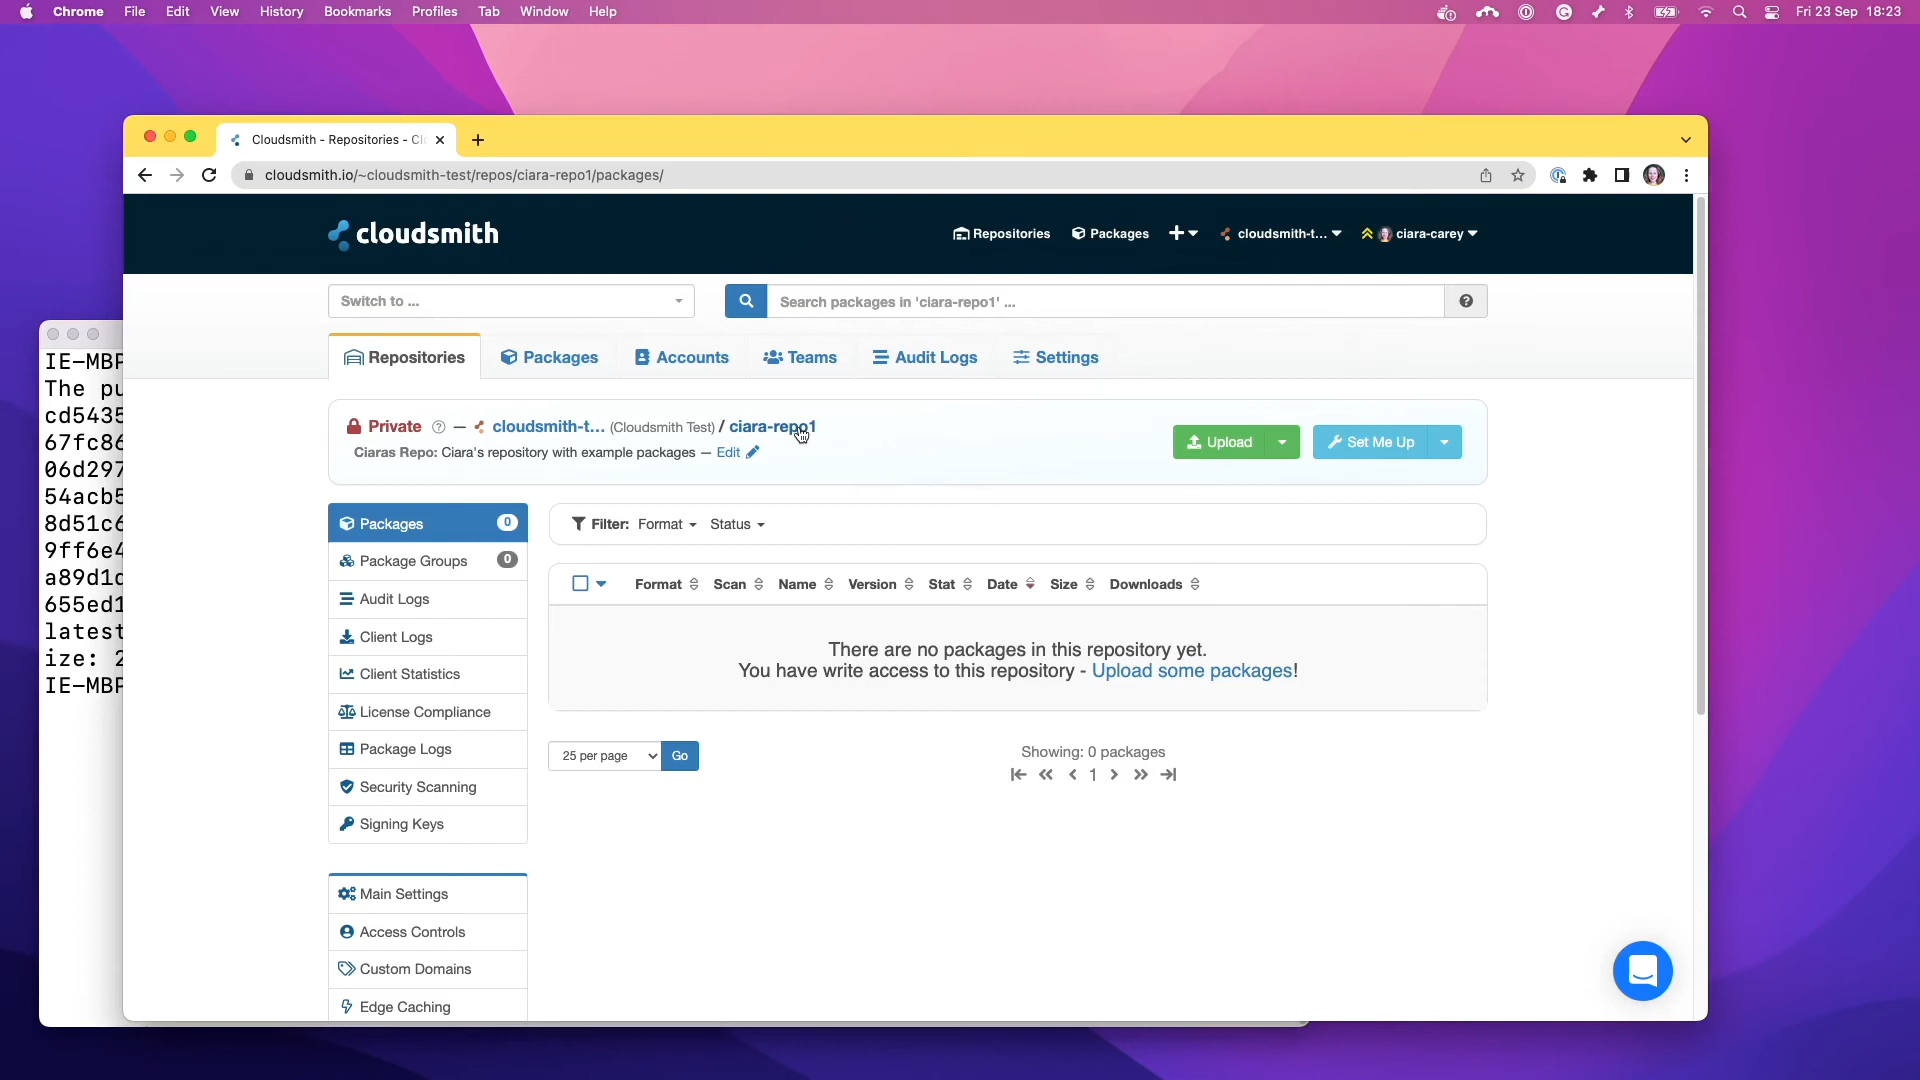 Chrome File Edit View History Bookmarks Profiles Tab Window Help Fri 23 Sep 18:23
Cloudsmith - Repositories - Cl
cloudsmith.io/~cloudsmith-test/repos/ciara-repo1/packages/
cloudsmith
Repositories Packages cloudsmith-t... ciara-carey
Switch to ...
Search packages in 'ciara-repo1' ...
Repositories Packages Accounts Teams Audit Logs Settings
Private — cloudsmith-t... (Cloudsmith Test) / ciara-repo1
Ciaras Repo: Ciara's repository with example packages — Edit
Upload Set Me Up
Packages 0
Package Groups 0
Audit Logs
Client Logs
Client Statistics
License Compliance
Package Logs
Security Scanning
Signing Keys
Main Settings
Access Controls
Custom Domains
Edge Caching
Filter: Format Status
Format Scan Name Version Stat Date Size Downloads
There are no packages in this repository yet.
You have write access to this repository - Upload some packages!
25 per page Go
Showing: 0 packages
1
IE-MBP
The pu
cd5435
67fc86
06d297
54acb5
8d51c6
9ff6e4
a89d1d
655ed1
latest
ize: 2
IE-MBP